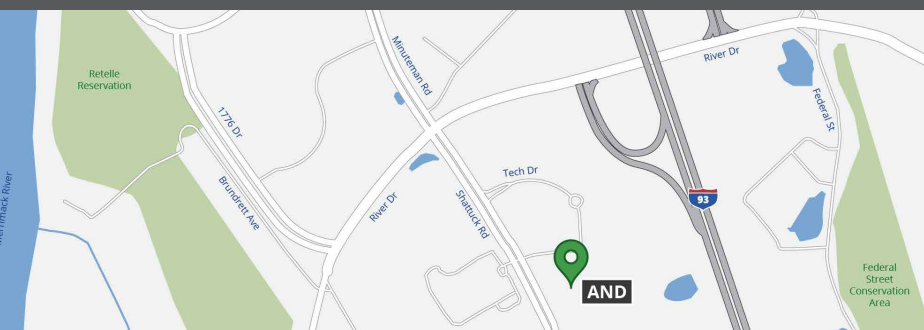 Retelle
Reservation
Minuteman Rd
River Dr
1776 Dr
Federal St
Tech Dr
Merrimack River
Brundrett Ave
River Dr
Shattuck Rd
93
AND
Federal
Street
Conservation
Area